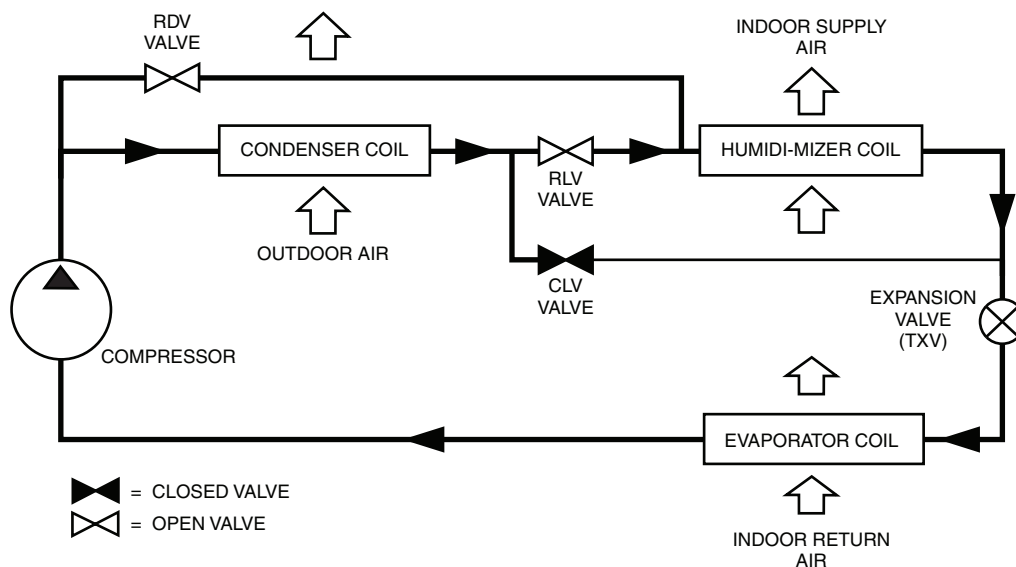 RDV
VALVE
INDOOR SUPPLY
AIR
CONDENSER COIL
HUMIDI-MIZER COIL
RLV
VALVE
OUTDOOR AIR
CLV
VALVE
EXPANSION
VALVE
(TXV)
COMPRESSOR
EVAPORATOR COIL
= CLOSED VALVE
= OPEN VALVE
INDOOR RETURN
AIR